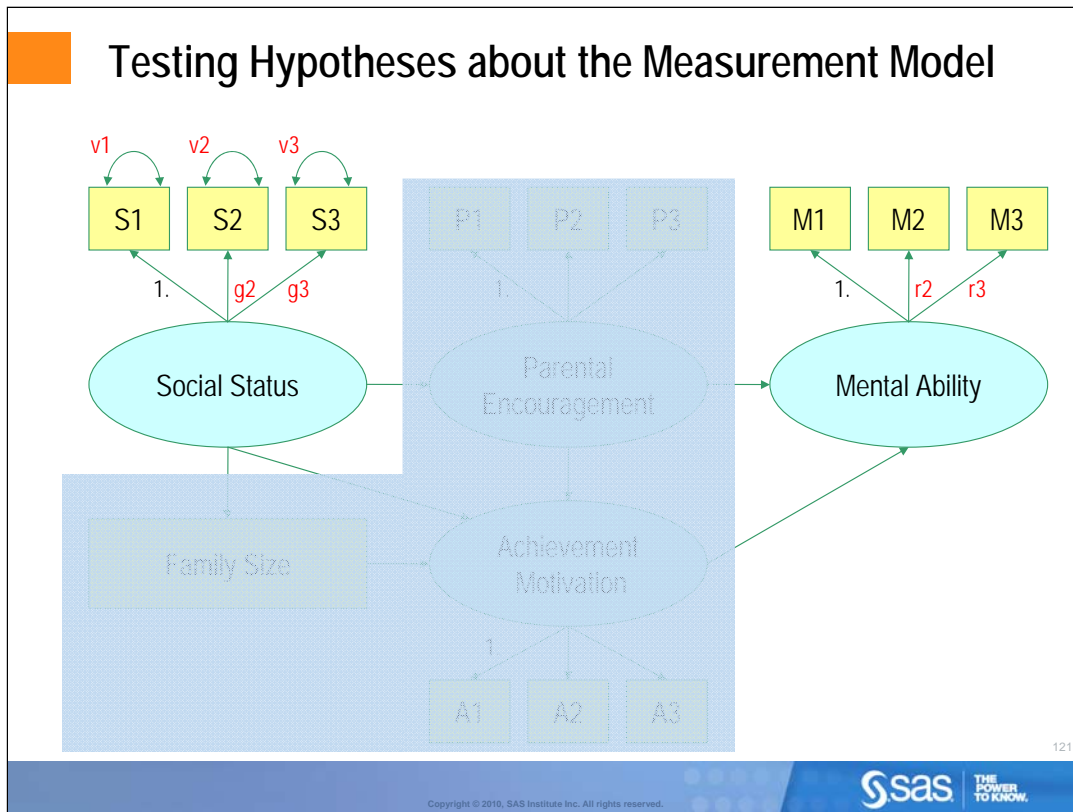 Testing Hypotheses about the Measurement Model
v1 v2 v3
S1 S2 S3 P1 P2 P3 M1 M2 M3
1. g2 g3 1. 1. r2 r3
Social Status
Parental
Encouragement
Mental Ability
Family Size
Achievement
Motivation
1
A1 A2 A3
121
Copyright © 2010, SAS Institute Inc. All rights reserved.
sas THE
POWER
TO KNOW.